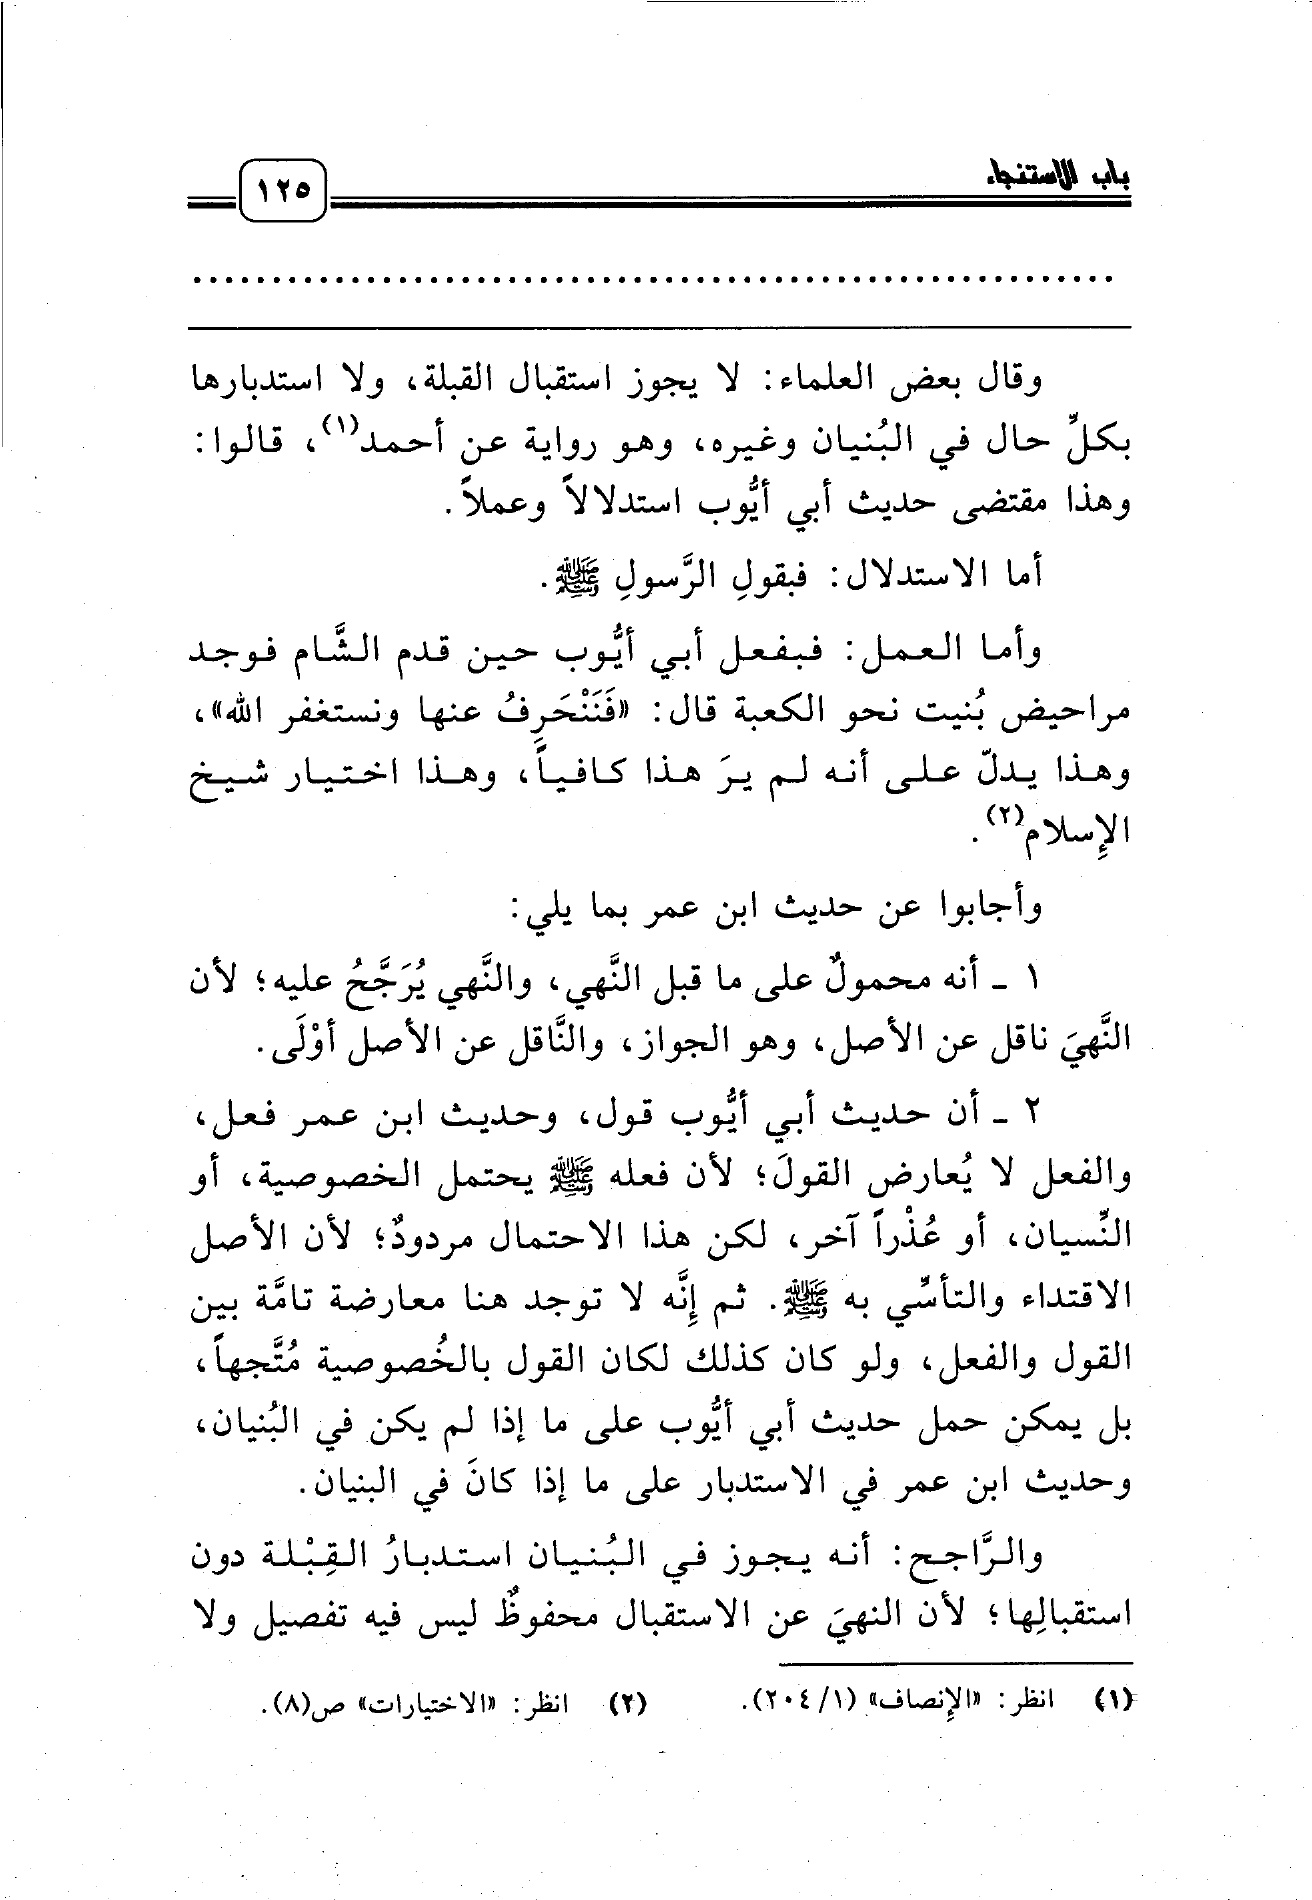 باب الاستنجاء
١٢٥
وقال بعض العلماء: لا يجوز استقبال القبلة، ولا استدبارها
بكلِّ حال في البُنيان وغيره، وهو رواية عن أحمد(١)، قالوا:
وهذا مقتضى حديث أبي أيُّوب استدلالاً وعملاً.
أما الاستدلال: فبقولِ الرَّسولِ ﷺ.
وأما العمل: فبفعل أبي أيُّوب حين قدم الشَّام فوجد
مراحيض بُنيت نحو الكعبة قال: «فَنَنْحَرِفُ عنها ونستغفر الله»،
وهذا يدلّ على أنه لم يرَ هذا كافياً، وهذا اختيار شيخ
الإِسلام(٢).
وأجابوا عن حديث ابن عمر بما يلي:
١ ـ أنه محمولٌ على ما قبل النَّهي، والنَّهي يُرَجَّحُ عليه؛ لأن
النَّهيَ ناقل عن الأصل، وهو الجواز، والنَّاقل عن الأصل أوْلَى.
٢ ـ أن حديث أبي أيُّوب قول، وحديث ابن عمر فعل،
والفعل لا يُعارض القولَ؛ لأن فعله ﷺ يحتمل الخصوصية، أو
النِّسيان، أو عُذْراً آخر، لكن هذا الاحتمال مردودٌ؛ لأن الأصل
الاقتداء والتأسِّي به ﷺ. ثم إِنَّه لا توجد هنا معارضة تامَّة بين
القول والفعل، ولو كان كذلك لكان القول بالخُصوصية مُتَّجهاً،
بل يمكن حمل حديث أبي أيُّوب على ما إذا لم يكن في البُنيان،
وحديث ابن عمر في الاستدبار على ما إذا كانَ في البنيان.
والرَّاجح: أنه يجوز في البُنيان استدبارُ القِبْلة دون
استقبالِها؛ لأن النهيَ عن الاستقبال محفوظٌ ليس فيه تفصيل ولا
(١) انظر: «الإِنصاف» (١/ ٢٠٤). (٢) انظر: «الاختيارات» ص(٨).